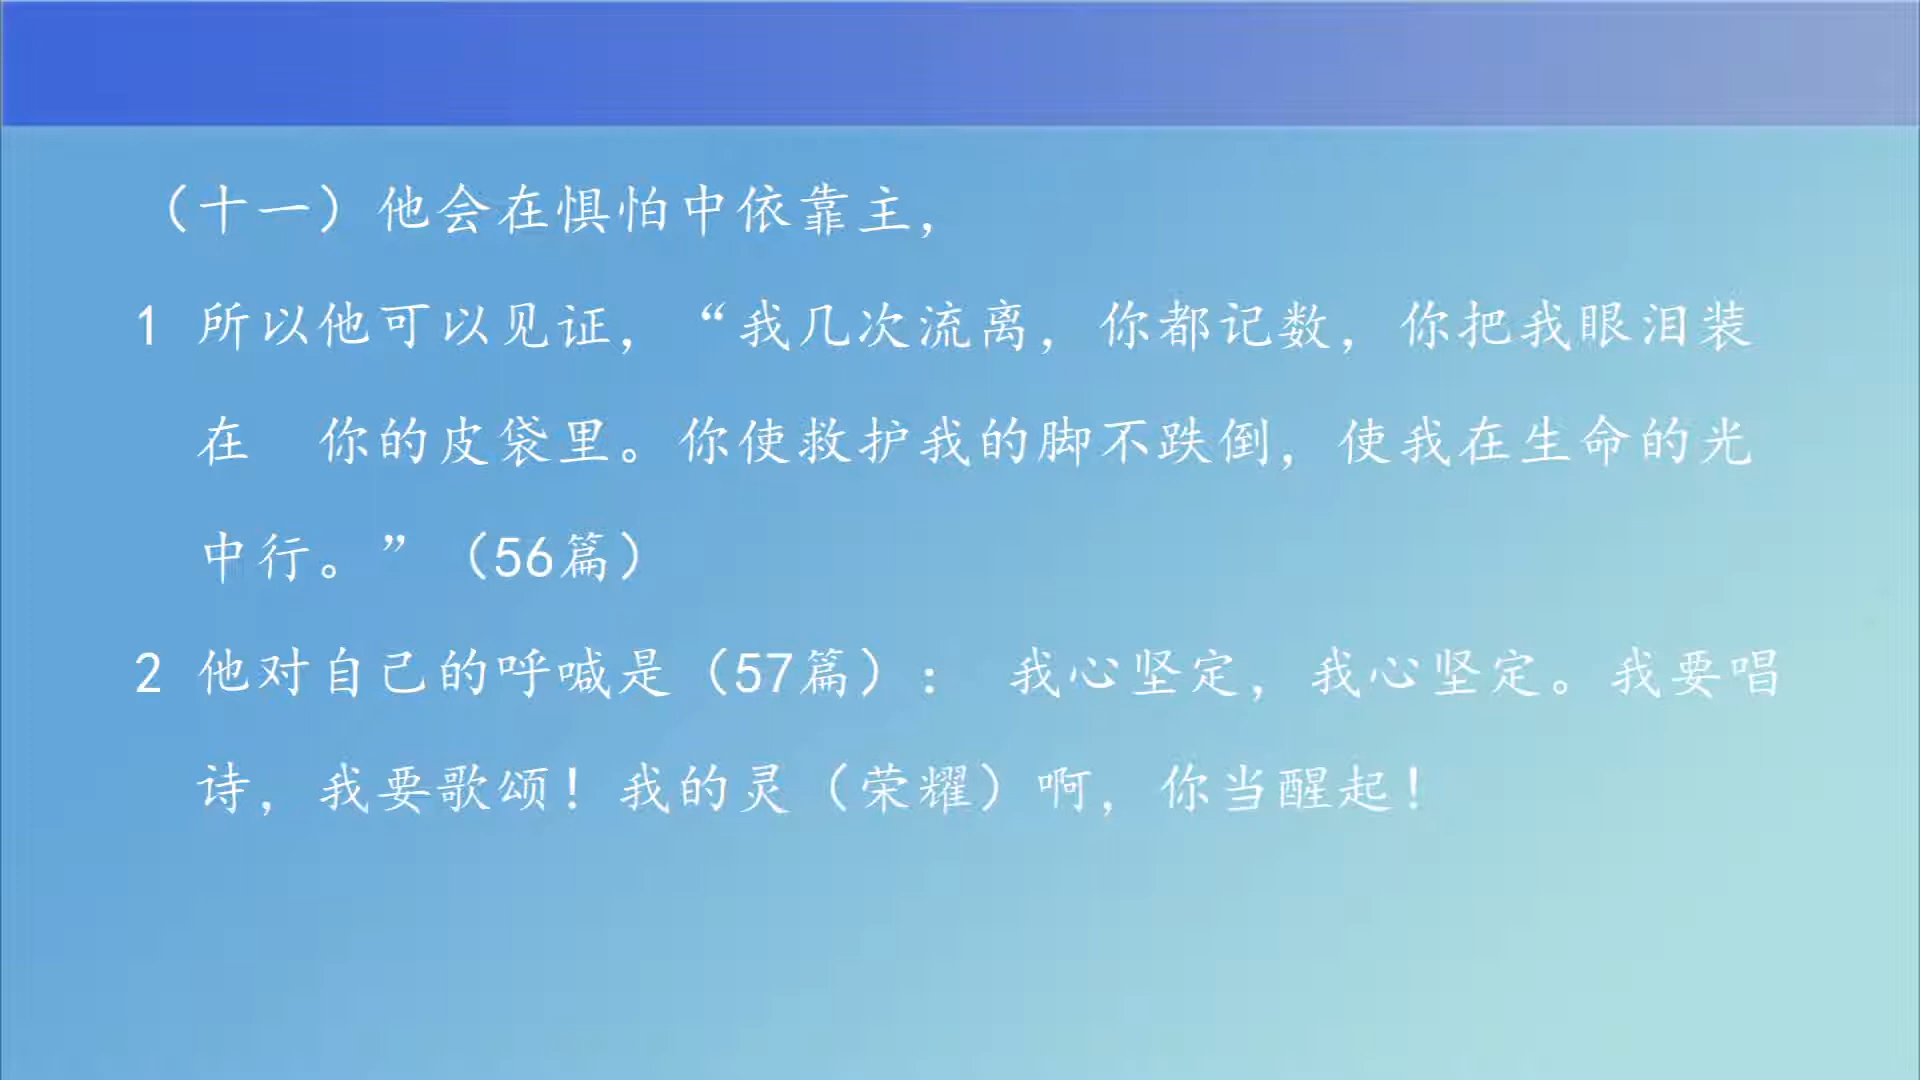 （十一）他会在惧怕中依靠主，
1 所以他可以见证，“我几次流离，你都记数，你把我眼泪装
在　你的皮袋里。你使救护我的脚不跌倒，使我在生命的光
中行。”（56篇）
2 他对自己的呼喊是（57篇）： 我心坚定，我心坚定。我要唱
诗，我要歌颂！我的灵（荣耀）啊，你当醒起！